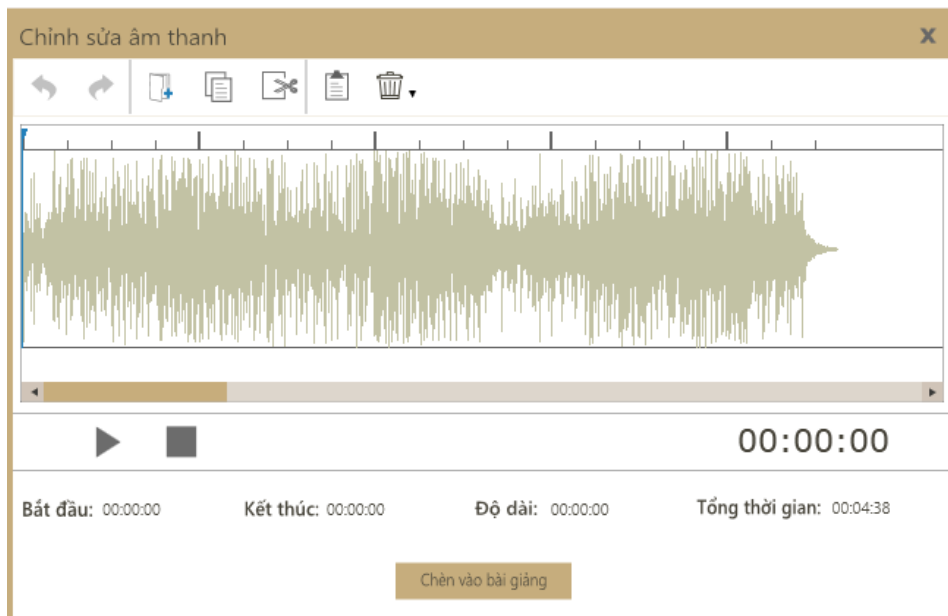 Chỉnh sửa âm thanh x
00:00:00
Bắt đầu: 00:00:00 Kết thúc: 00:00:00 Độ dài: 00:00:00 Tổng thời gian: 00:04:38
Chèn vào bài giảng